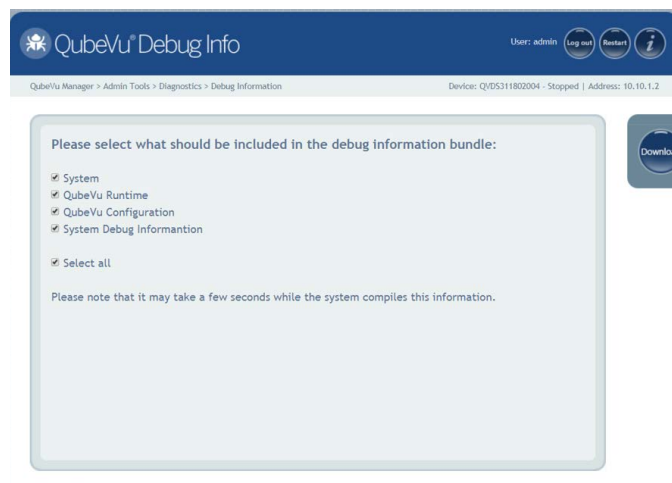 QubeVu® Debug Info
User: admin
Log out
Restart
i
QubeVu Manager > Admin Tools > Diagnostics > Debug Information
Device: QVDS311802004 - Stopped | Address: 10.10.1.2
Please select what should be included in the debug information bundle:
Downlo
System
QubeVu Runtime
QubeVu Configuration
System Debug Informantion
Select all
Please note that it may take a few seconds while the system compiles this information.